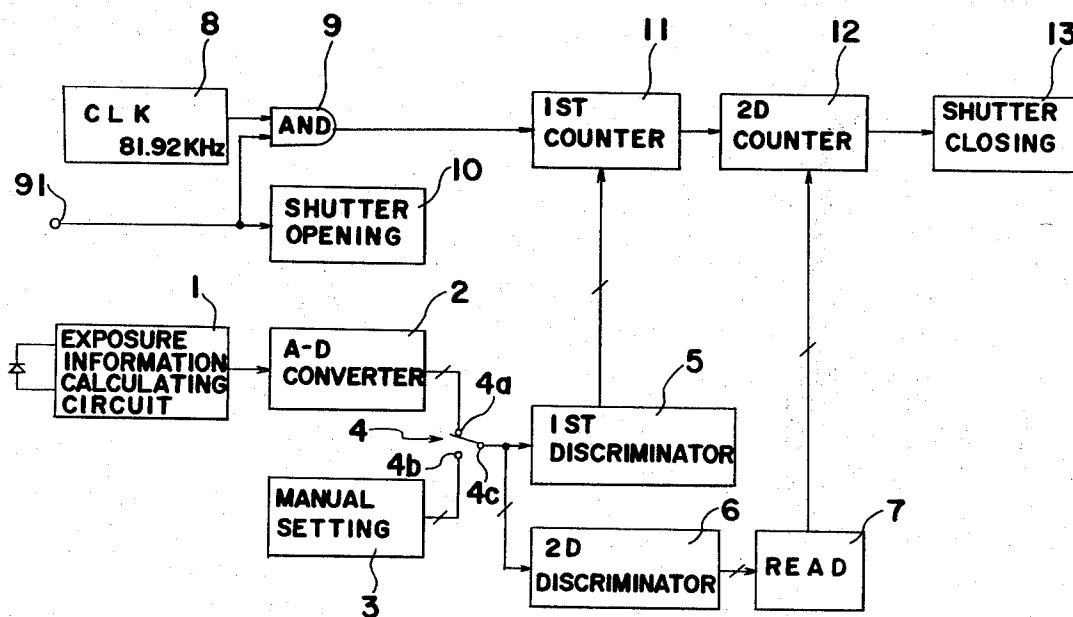 8
9
11
12
13
CLK
81.92KHz
AND
1ST
COUNTER
2D
COUNTER
SHUTTER
CLOSING
91
10
SHUTTER
OPENING
1
2
EXPOSURE
INFORMATION
CALCULATING
CIRCUIT
A-D
CONVERTER
4a
4
4b
4c
5
1ST
DISCRIMINATOR
MANUAL
SETTING
3
6
2D
DISCRIMINATOR
7
READ